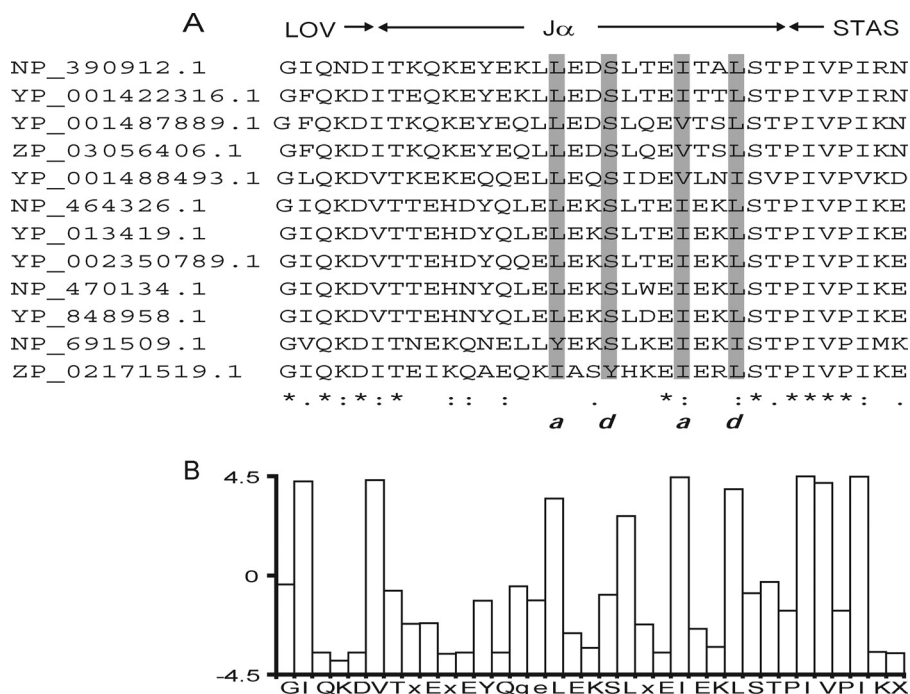 A
LOV Jα STAS
NP_390912.1 GIQNDITKQKEYEKLLEDSLTEITALSTPIVPIRN
YP_001422316.1 GFQKDITEQKEYEKLLEDSLTEITTLSTPIVPIRN
YP_001487889.1 GFQKDITKQKEYEQLLEDSLQEVTSLSTPIVPIKN
ZP_03056406.1 GFQKDITKQKEYEQLLEDSLQEVTSLSTPIVPIKN
YP_001488493.1 GLQKDVTKEKEQQELLEQSIDEVLNISVPIVPVKD
NP_464326.1 GIQKDVTTEHDYQLELEKSLTEIEKLSTPIVPIKE
YP_013419.1 GIQKDVTTEHDYQLELEKSLTEIEKLSTPIVPIKE
YP_002350789.1 GIQKDVTTEHDYQQELEKSLTEIEKLSTPIVPIKE
NP_470134.1 GIQKDVTTEHNYQLELEKSLWEIEKLSTPIVPIKE
YP_848958.1 GIQKDVTTEHNYQLELEKSLDEIEKLSTPIVPIKE
NP_691509.1 GVQKDITNEKQNELLYEKSLKEIEKISTPIVPIMK
ZP_02171519.1 GIQKDITEIKQAEQKIASYHKEIERLSTPIVPIKE
*.*:*:* :: : . *: :*.****: .
a d a d
B
4.5
0
-4.5
GIQKDVTxExEYQqeLEKSLxEIEKLSTPIVPIKX